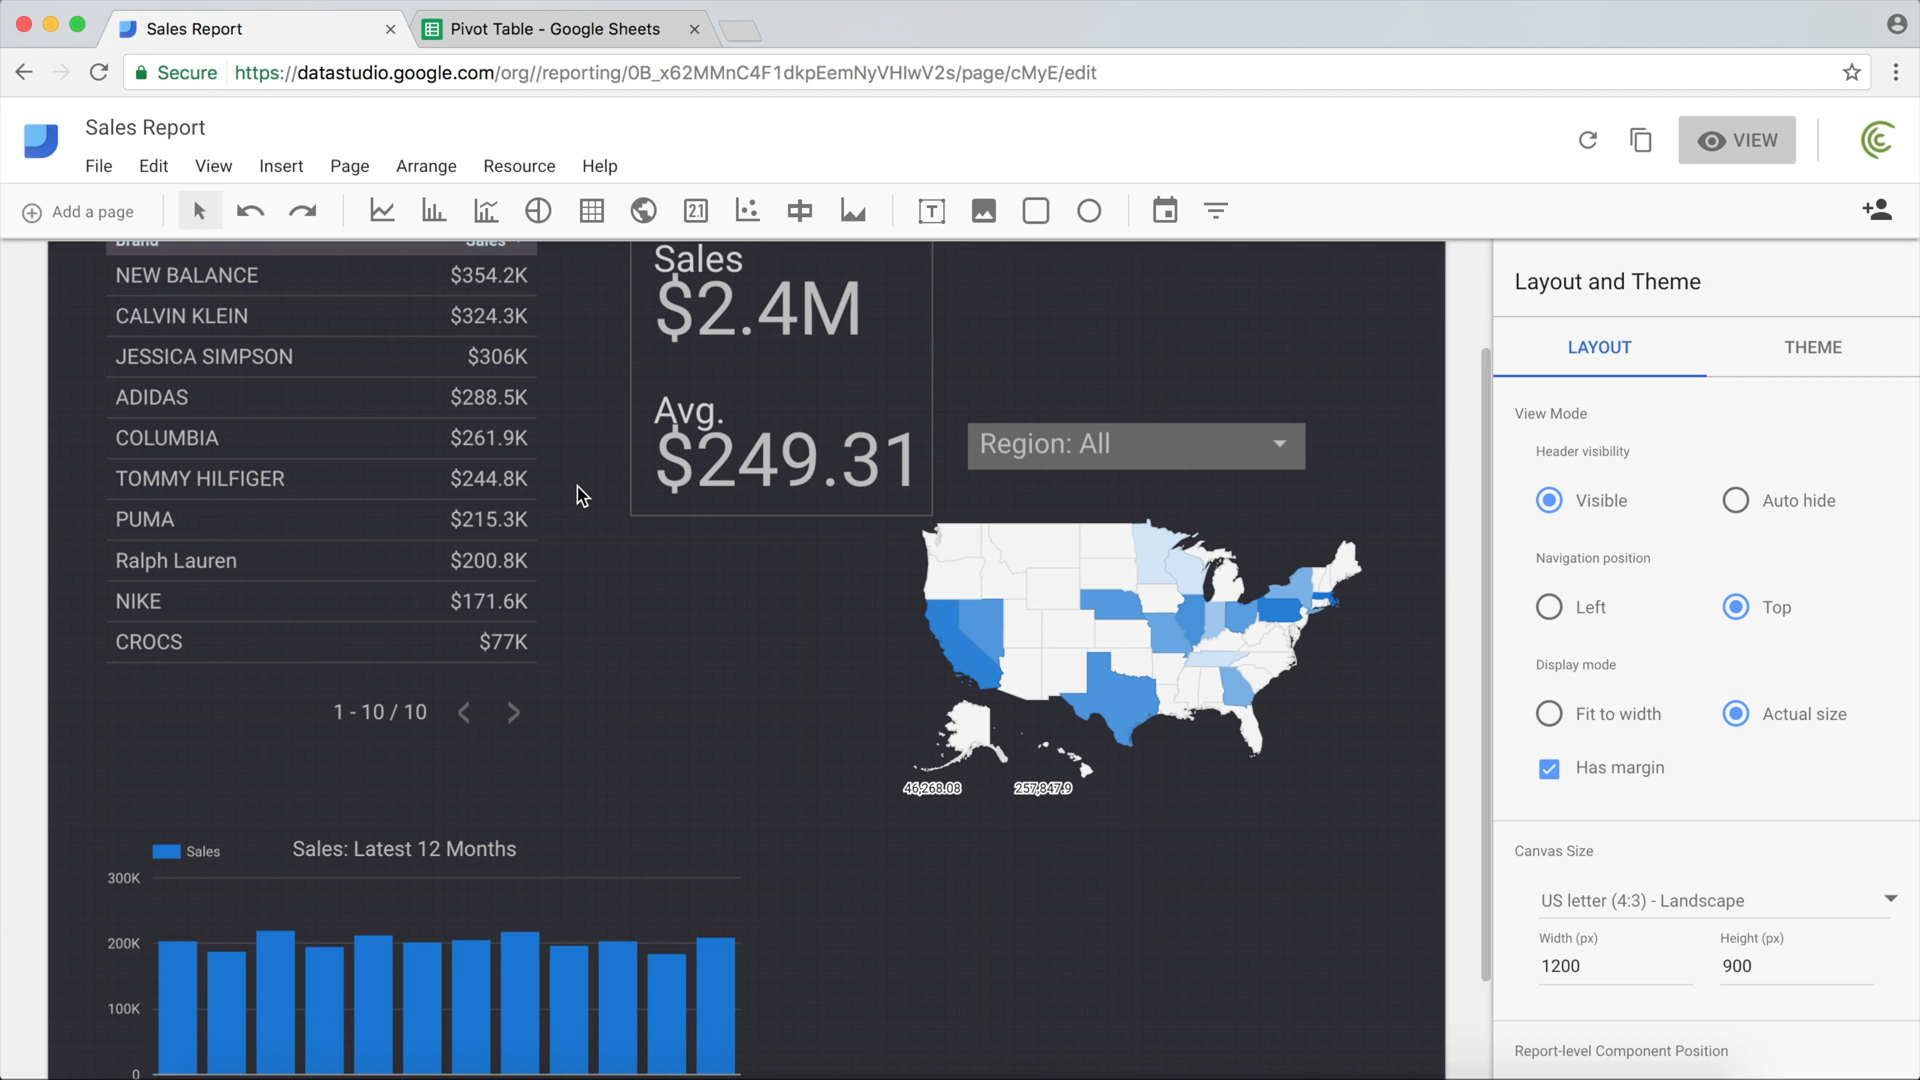 Sales Report
Pivot Table - Google Sheets
Secure https://datastudio.google.com/org//reporting/0B_x62MMnC4F1dkpEemNyVHIwV2s/page/cMyE/edit
Sales Report
VIEW
File Edit View Insert Page Arrange Resource Help
Add a page
Brand Sales
NEW BALANCE $354.2K
CALVIN KLEIN $324.3K
JESSICA SIMPSON $306K
ADIDAS $288.5K
COLUMBIA $261.9K
TOMMY HILFIGER $244.8K
PUMA $215.3K
Ralph Lauren $200.8K
NIKE $171.6K
CROCS $77K
1 - 10 / 10
Sales
$2.4M
Avg.
$249.31
Region: All
46,268.08 257,847.9
Sales
Sales: Latest 12 Months
300K
200K
100K
0
Layout and Theme
LAYOUT THEME
View Mode
Header visibility
Visible Auto hide
Navigation position
Left Top
Display mode
Fit to width Actual size
Has margin
Canvas Size
US letter (4:3) - Landscape
Width (px) Height (px)
1200 900
Report-level Component Position